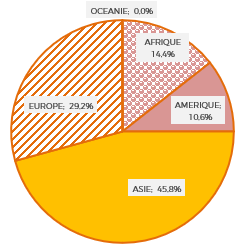 OCEANIE; 0,0%
AFRIQUE
14,4%
AMERIQUE;
10,6%
EUROPE; 29,2%
ASIE; 45,8%